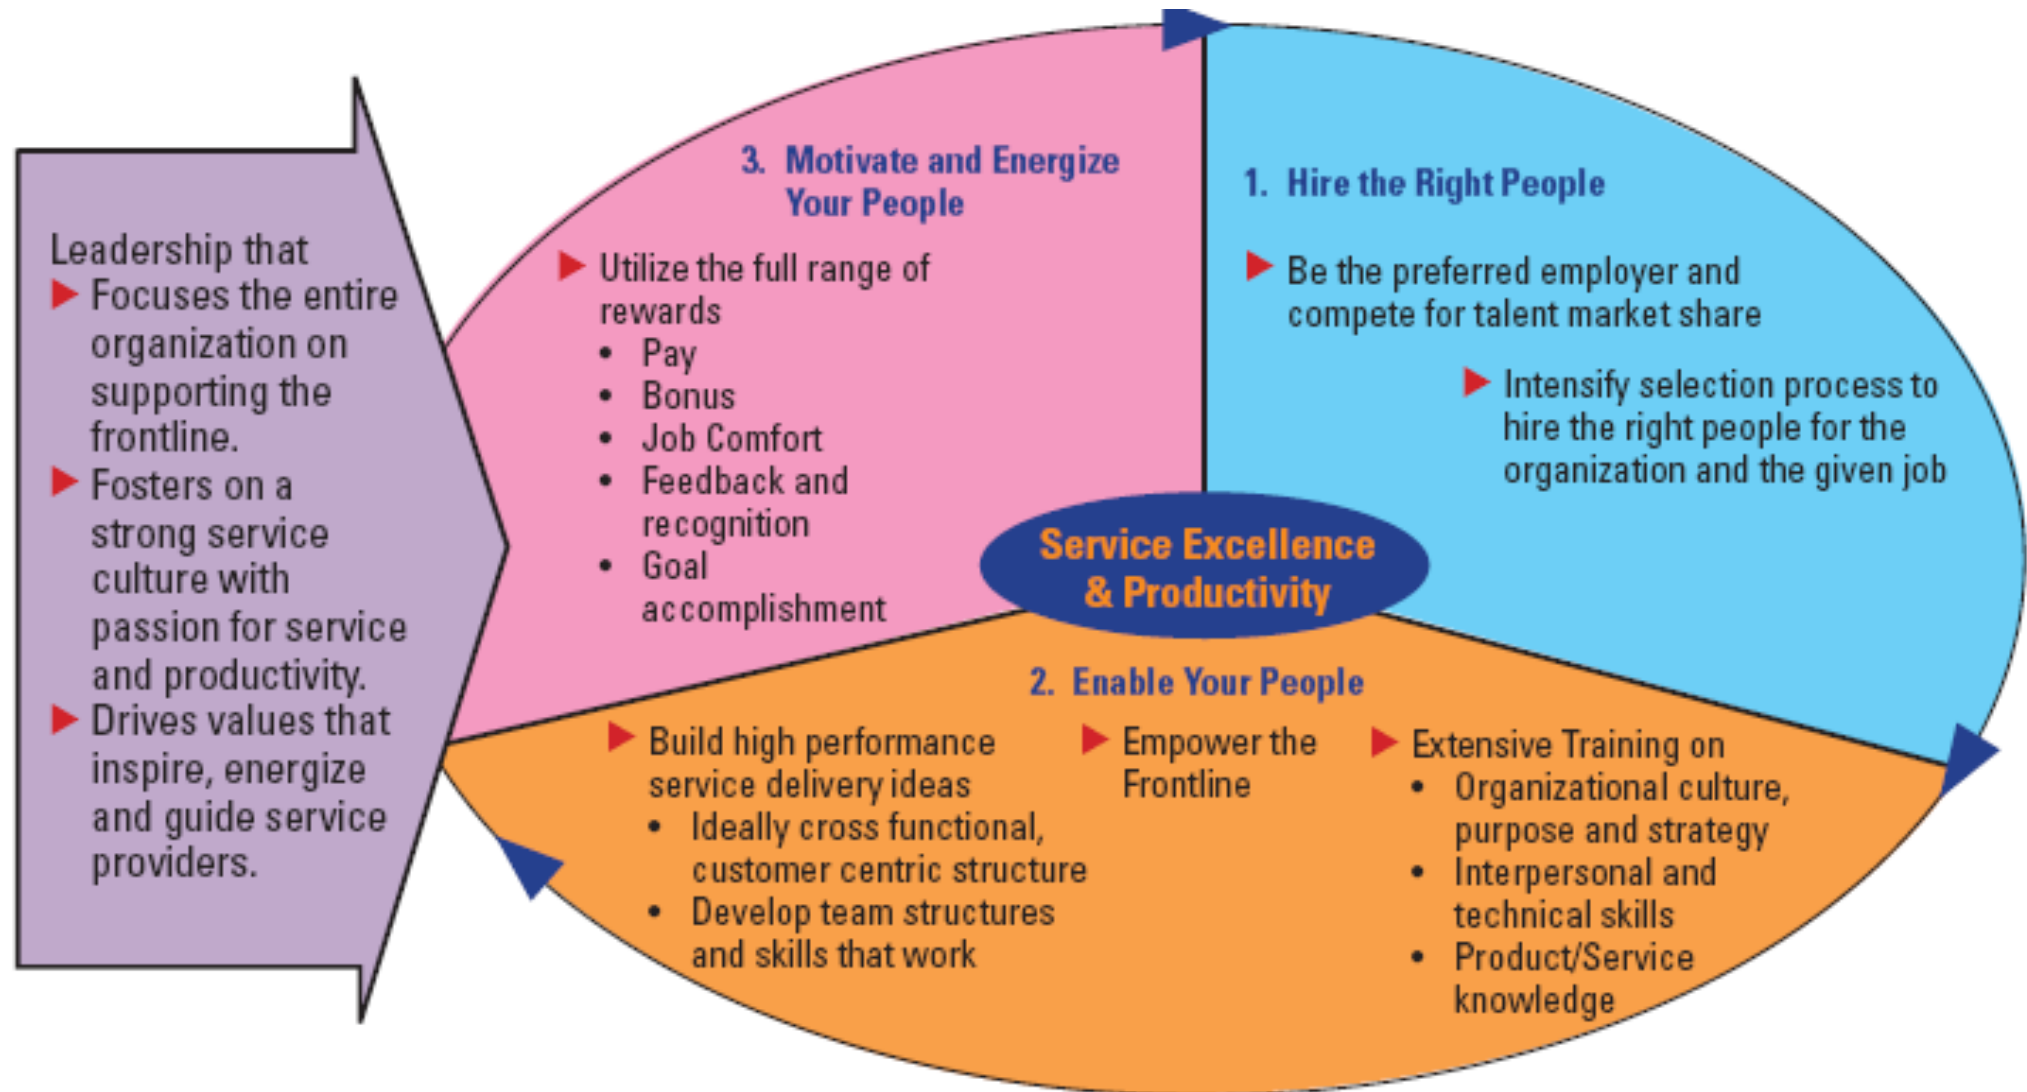 Leadership that
▶ Focuses the entire
organization on
supporting the
frontline.
▶ Fosters on a
strong service
culture with
passion for service
and productivity.
▶ Drives values that
inspire, energize
and guide service
providers.
3. Motivate and Energize
Your People
▶ Utilize the full range of
rewards
• Pay
• Bonus
• Job Comfort
• Feedback and
recognition
• Goal
accomplishment
1. Hire the Right People
▶ Be the preferred employer and
compete for talent market share
▶ Intensify selection process to
hire the right people for the
organization and the given job
Service Excellence
& Productivity
2. Enable Your People
▶ Build high performance
service delivery ideas
• Ideally cross functional,
customer centric structure
• Develop team structures
and skills that work
▶ Empower the
Frontline
▶ Extensive Training on
• Organizational culture,
purpose and strategy
• Interpersonal and
technical skills
• Product/Service
knowledge